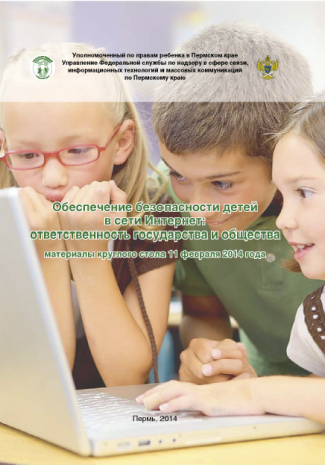 Уполномоченный по правам ребенка в Пермском крае
Управление Федеральной службы по надзору в сфере связи,
информационных технологий и массовых коммуникаций
по Пермскому краю
Обеспечение безопасности детей
в сети Интернет:
ответственность государства и общества
материалы круглого стола 11 февраля 2014 года
Пермь, 2014